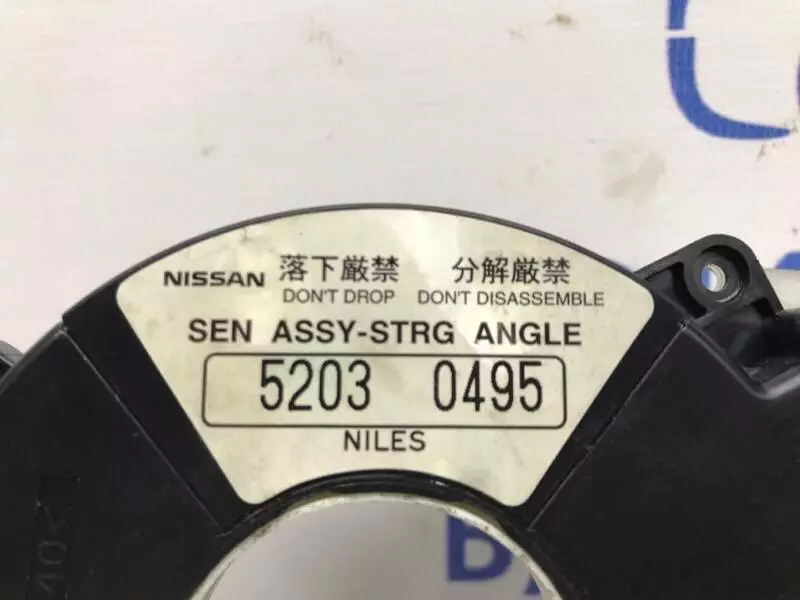 NISSAN 落下厳禁 分解厳禁
DON'T DROP DON'T DISASSEMBLE
SEN ASSY-STRG ANGLE
5203 0495
NILES